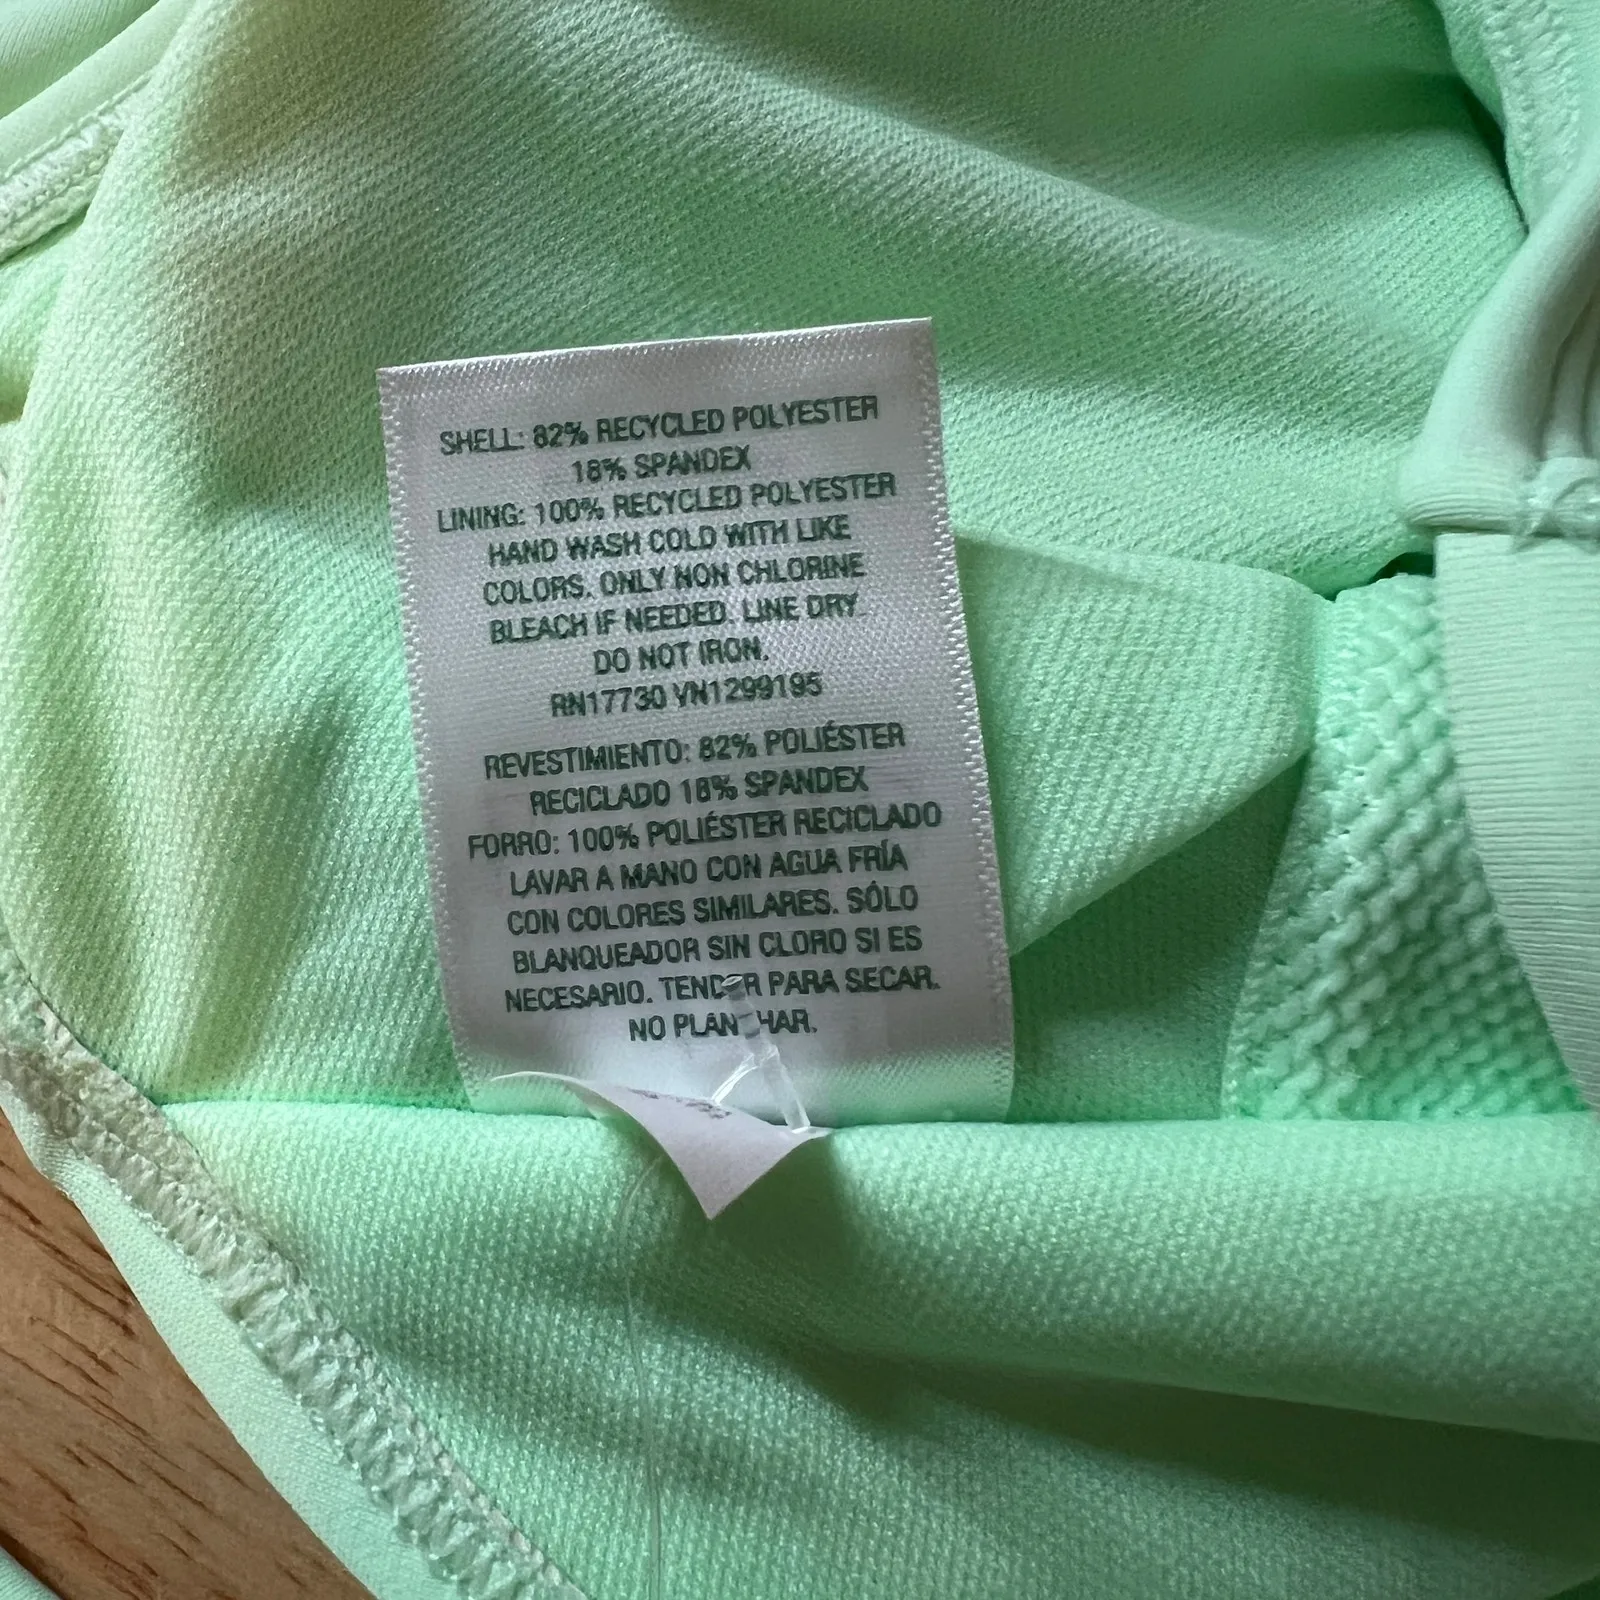 SHELL: 82% RECYCLED POLYESTER
18% SPANDEX
LINING: 100% RECYCLED POLYESTER
HAND WASH COLD WITH LIKE
COLORS. ONLY NON CHLORINE
BLEACH IF NEEDED. LINE DRY
DO NOT IRON.
RN17730 VN1299195
REVESTIMIENTO: 82% POLIÉSTER
RECICLADO 18% SPANDEX
FORRO: 100% POLIÉSTER RECICLADO
LAVAR A MANO CON AGUA FRÍA
CON COLORES SIMILARES. SÓLO
BLANQUEADOR SIN CLORO SI ES
NECESARIO. TENDER PARA SECAR.
NO PLANCHAR.